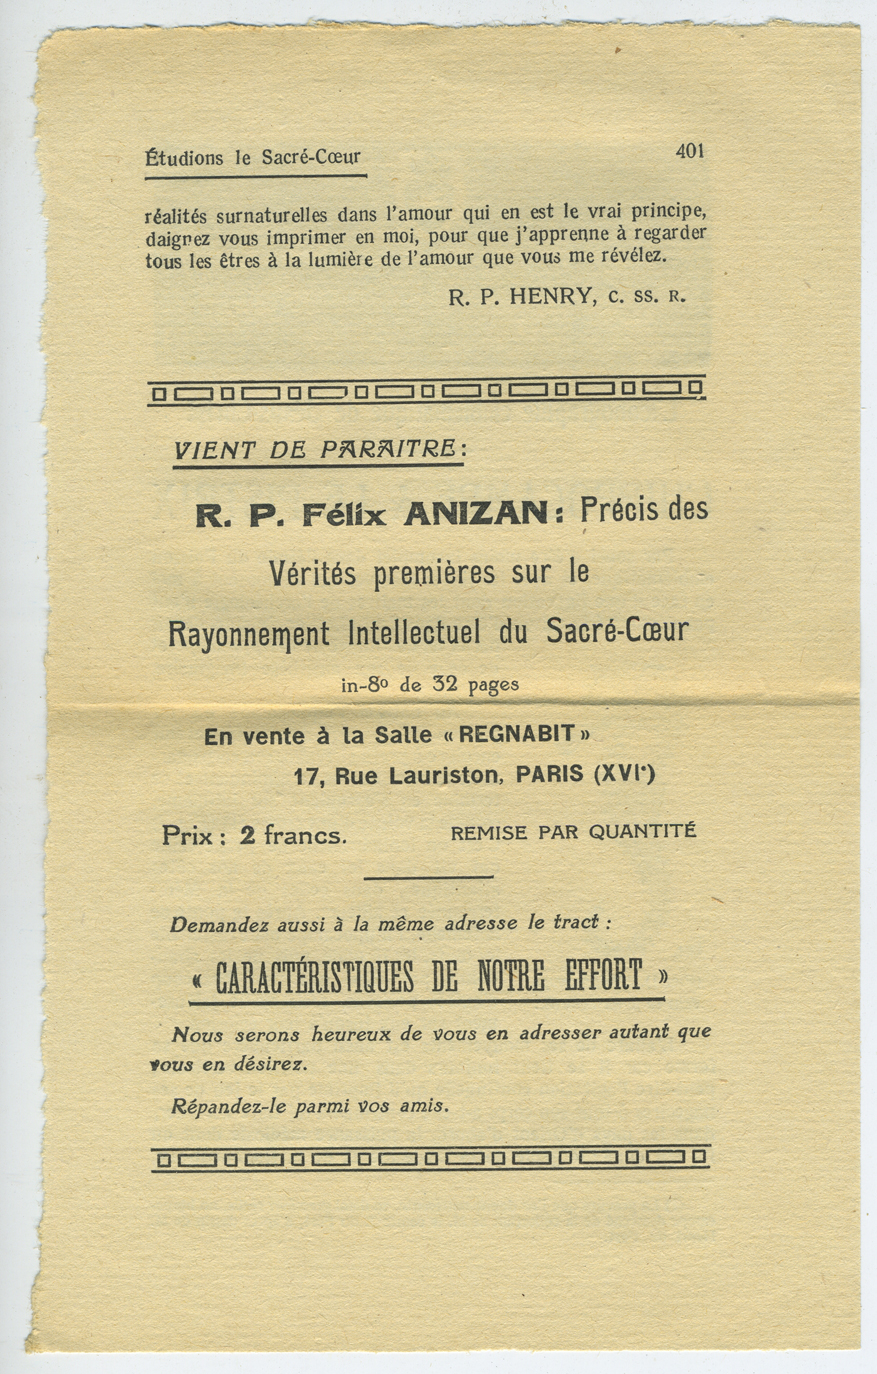 Étudions le Sacré-Cœur 401
réalités surnaturelles dans l'amour qui en est le vrai principe,
daignez vous imprimer en moi, pour que j'apprenne à regarder
tous les êtres à la lumière de l'amour que vous me révélez.
R. P. HENRY, C. SS. R.
VIENT DE PARAITRE :
R. P. Félix ANIZAN : Précis des
Vérités premières sur le
Rayonnement Intellectuel du Sacré-Cœur
in-8º de 32 pages
En vente à la Salle « REGNABIT »
17, Rue Lauriston, PARIS (XVIᵉ)
Prix : 2 francs. REMISE PAR QUANTITÉ
Demandez aussi à la même adresse le tract :
« CARACTÉRISTIQUES DE NOTRE EFFORT »
Nous serons heureux de vous en adresser autant que
vous en désirez.
Répandez-le parmi vos amis.